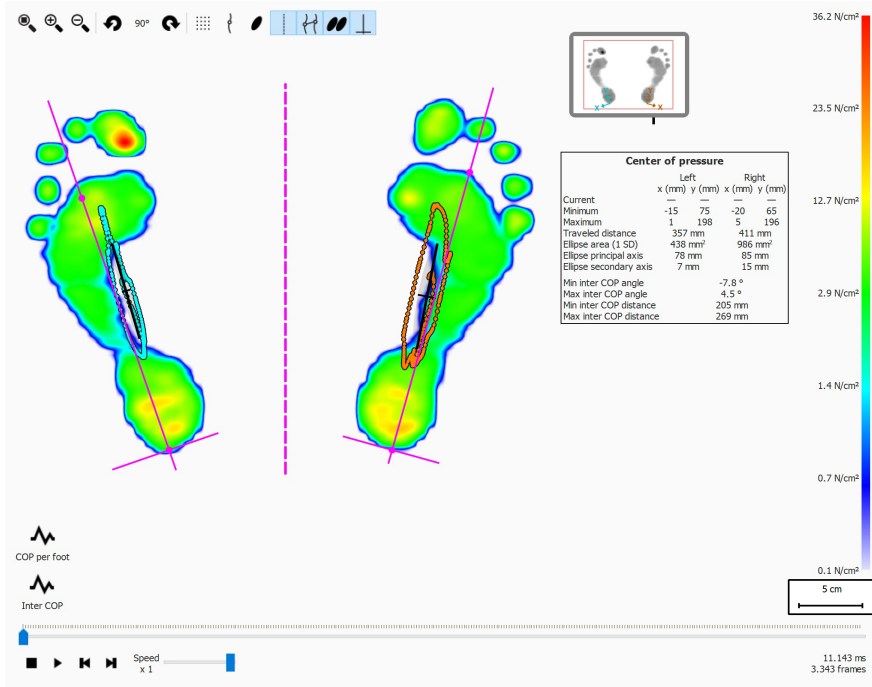 90°
36.2 N/cm²
23.5 N/cm²
12.7 N/cm²
2.9 N/cm²
1.4 N/cm²
0.7 N/cm²
0.1 N/cm²
X Y Y X
Center of pressure
Left Right
x (mm) y (mm) x (mm) y (mm)
Current — — — —
Minimum -15 75 -20 65
Maximum 1 198 5 196
Traveled distance 357 mm 411 mm
Ellipse area (1 SD) 438 mm² 986 mm²
Ellipse principal axis 78 mm 85 mm
Ellipse secondary axis 7 mm 15 mm
Min inter COP angle -7.8 °
Max inter COP angle 4.5 °
Min inter COP distance 205 mm
Max inter COP distance 269 mm
COP per foot
Inter COP
5 cm
Speed
x 1
11.143 ms
3.343 frames